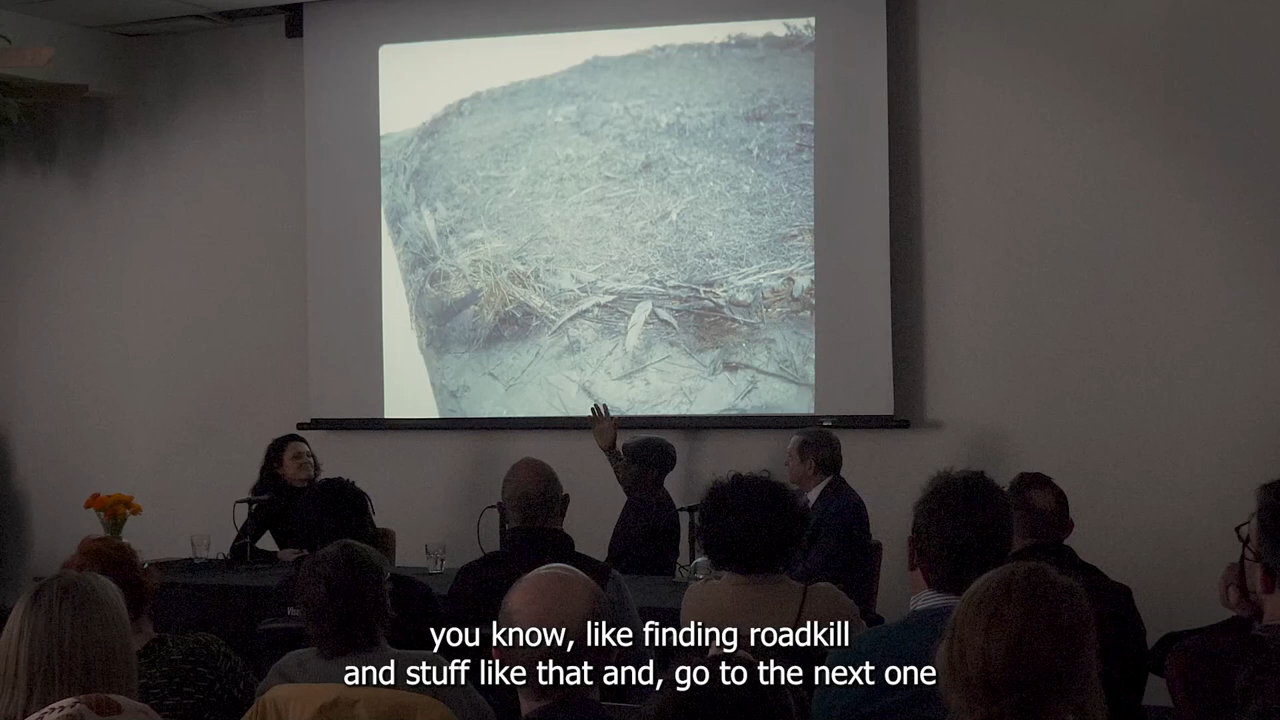 you know, like finding roadkill
and stuff like that and, go to the next one